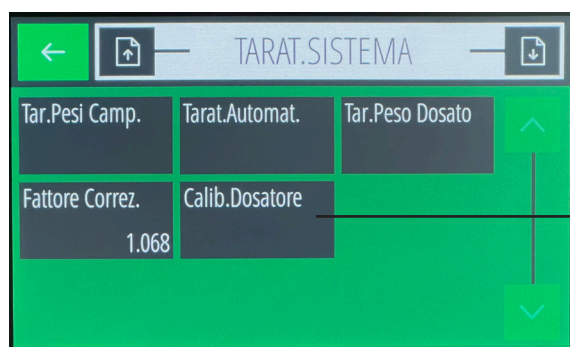 TARAT.SISTEMA
Tar.Pesi Camp.
Tarat.Automat.
Tar.Peso Dosato
Fattore Correz.
1.068
Calib.Dosatore